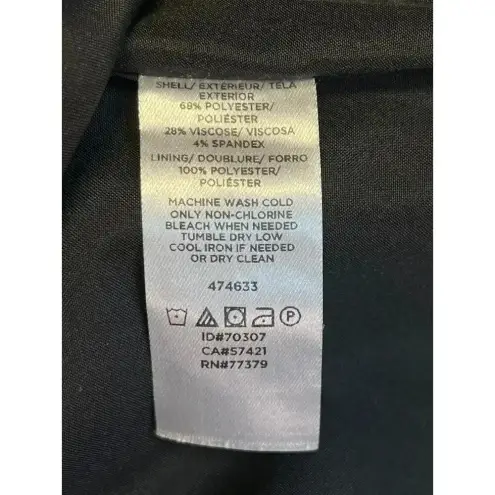 SHELL/ EXTÉRIEUR/ TELA
EXTERIOR
68% POLYESTER/
POLIÉSTER
28% VISCOSE/ VISCOSA
4% SPANDEX
LINING/ DOUBLURE/ FORRO
100% POLYESTER/
POLIÉSTER
MACHINE WASH COLD
ONLY NON-CHLORINE
BLEACH WHEN NEEDED
TUMBLE DRY LOW
COOL IRON IF NEEDED
OR DRY CLEAN
474633
P
ID#70307
CA#57421
RN#77379